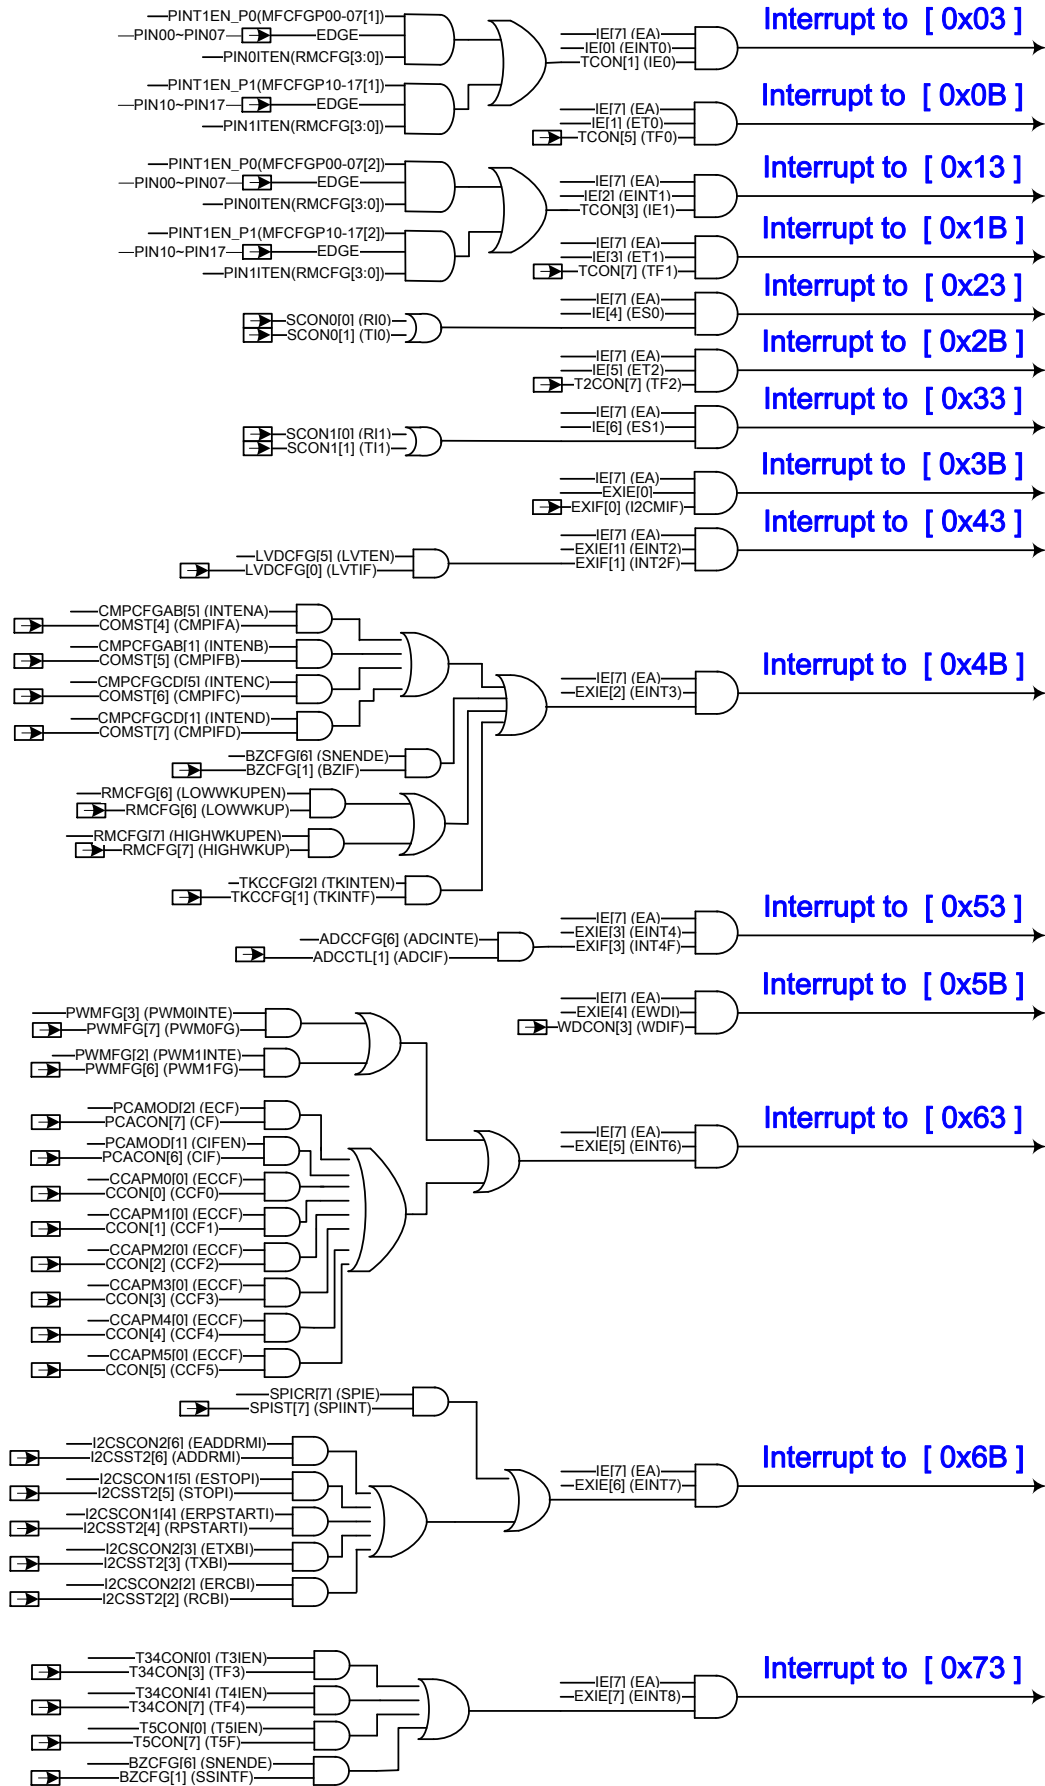 PINT1EN_P0(MFCFGP00-07[1])
PIN00~PIN07
EDGE
PIN0ITEN(RMCFG[3:0])
PINT1EN_P1(MFCFGP10-17[1])
PIN10~PIN17
EDGE
PIN1ITEN(RMCFG[3:0])
IE[7] (EA)
IE[0] (EINT0)
TCON[1] (IE0)
Interrupt to [ 0x03 ]
IE[7] (EA)
IE[1] (ET0)
TCON[5] (TF0)
Interrupt to [ 0x0B ]
PINT1EN_P0(MFCFGP00-07[2])
PIN00~PIN07
EDGE
PIN0ITEN(RMCFG[3:0])
PINT1EN_P1(MFCFGP10-17[2])
PIN10~PIN17
EDGE
PIN1ITEN(RMCFG[3:0])
IE[7] (EA)
IE[2] (EINT1)
TCON[3] (IE1)
Interrupt to [ 0x13 ]
IE[7] (EA)
IE[3] (ET1)
TCON[7] (TF1)
Interrupt to [ 0x1B ]
SCON0[0] (RI0)
SCON0[1] (TI0)
IE[7] (EA)
IE[4] (ES0)
Interrupt to [ 0x23 ]
IE[7] (EA)
IE[5] (ET2)
T2CON[7] (TF2)
Interrupt to [ 0x2B ]
SCON1[0] (RI1)
SCON1[1] (TI1)
IE[7] (EA)
IE[6] (ES1)
Interrupt to [ 0x33 ]
IE[7] (EA)
EXIE[0]
EXIF[0] (I2CMIF)
Interrupt to [ 0x3B ]
LVDCFG[5] (LVTEN)
LVDCFG[0] (LVTIF)
IE[7] (EA)
EXIE[1] (EINT2)
EXIF[1] (INT2F)
Interrupt to [ 0x43 ]
CMPCFGAB[5] (INTENA)
COMST[4] (CMPIFA)
CMPCFGAB[1] (INTENB)
COMST[5] (CMPIFB)
CMPCFGCD[5] (INTENC)
COMST[6] (CMPIFC)
CMPCFGCD[1] (INTEND)
COMST[7] (CMPIFD)
BZCFG[6] (SNENDE)
BZCFG[1] (BZIF)
RMCFG[6] (LOWWKUPEN)
RMCFG[6] (LOWWKUP)
RMCFG[7] (HIGHWKUPEN)
RMCFG[7] (HIGHWKUP)
TKCCFG[2] (TKINTEN)
TKCCFG[1] (TKINTF)
IE[7] (EA)
EXIE[2] (EINT3)
Interrupt to [ 0x4B ]
ADCCFG[6] (ADCINTE)
ADCCTL[1] (ADCIF)
IE[7] (EA)
EXIE[3] (EINT4)
EXIF[3] (INT4F)
Interrupt to [ 0x53 ]
IE[7] (EA)
EXIE[4] (EWDI)
WDCON[3] (WDIF)
Interrupt to [ 0x5B ]
PWMFG[3] (PWM0INTE)
PWMFG[7] (PWM0FG)
PWMFG[2] (PWM1INTE)
PWMFG[6] (PWM1FG)
PCAMOD[2] (ECF)
PCACON[7] (CF)
PCAMOD[1] (CIFEN)
PCACON[6] (CIF)
CCAPM0[0] (ECCF)
CCON[0] (CCF0)
CCAPM1[0] (ECCF)
CCON[1] (CCF1)
CCAPM2[0] (ECCF)
CCON[2] (CCF2)
CCAPM3[0] (ECCF)
CCON[3] (CCF3)
CCAPM4[0] (ECCF)
CCON[4] (CCF4)
CCAPM5[0] (ECCF)
CCON[5] (CCF5)
IE[7] (EA)
EXIE[5] (EINT6)
Interrupt to [ 0x63 ]
SPICR[7] (SPIE)
SPIST[7] (SPIINT)
I2CSCON2[6] (EADDRMI)
I2CSST2[6] (ADDRMI)
I2CSCON1[5] (ESTOPI)
I2CSST2[5] (STOPI)
I2CSCON1[4] (ERPSTARTI)
I2CSST2[4] (RPSTARTI)
I2CSCON2[3] (ETXBI)
I2CSST2[3] (TXBI)
I2CSCON2[2] (ERCBI)
I2CSST2[2] (RCBI)
IE[7] (EA)
EXIE[6] (EINT7)
Interrupt to [ 0x6B ]
T34CON[0] (T3IEN)
T34CON[3] (TF3)
T34CON[4] (T4IEN)
T34CON[7] (TF4)
T5CON[0] (T5IEN)
T5CON[7] (T5F)
BZCFG[6] (SNENDE)
BZCFG[1] (SSINTF)
IE[7] (EA)
EXIE[7] (EINT8)
Interrupt to [ 0x73 ]